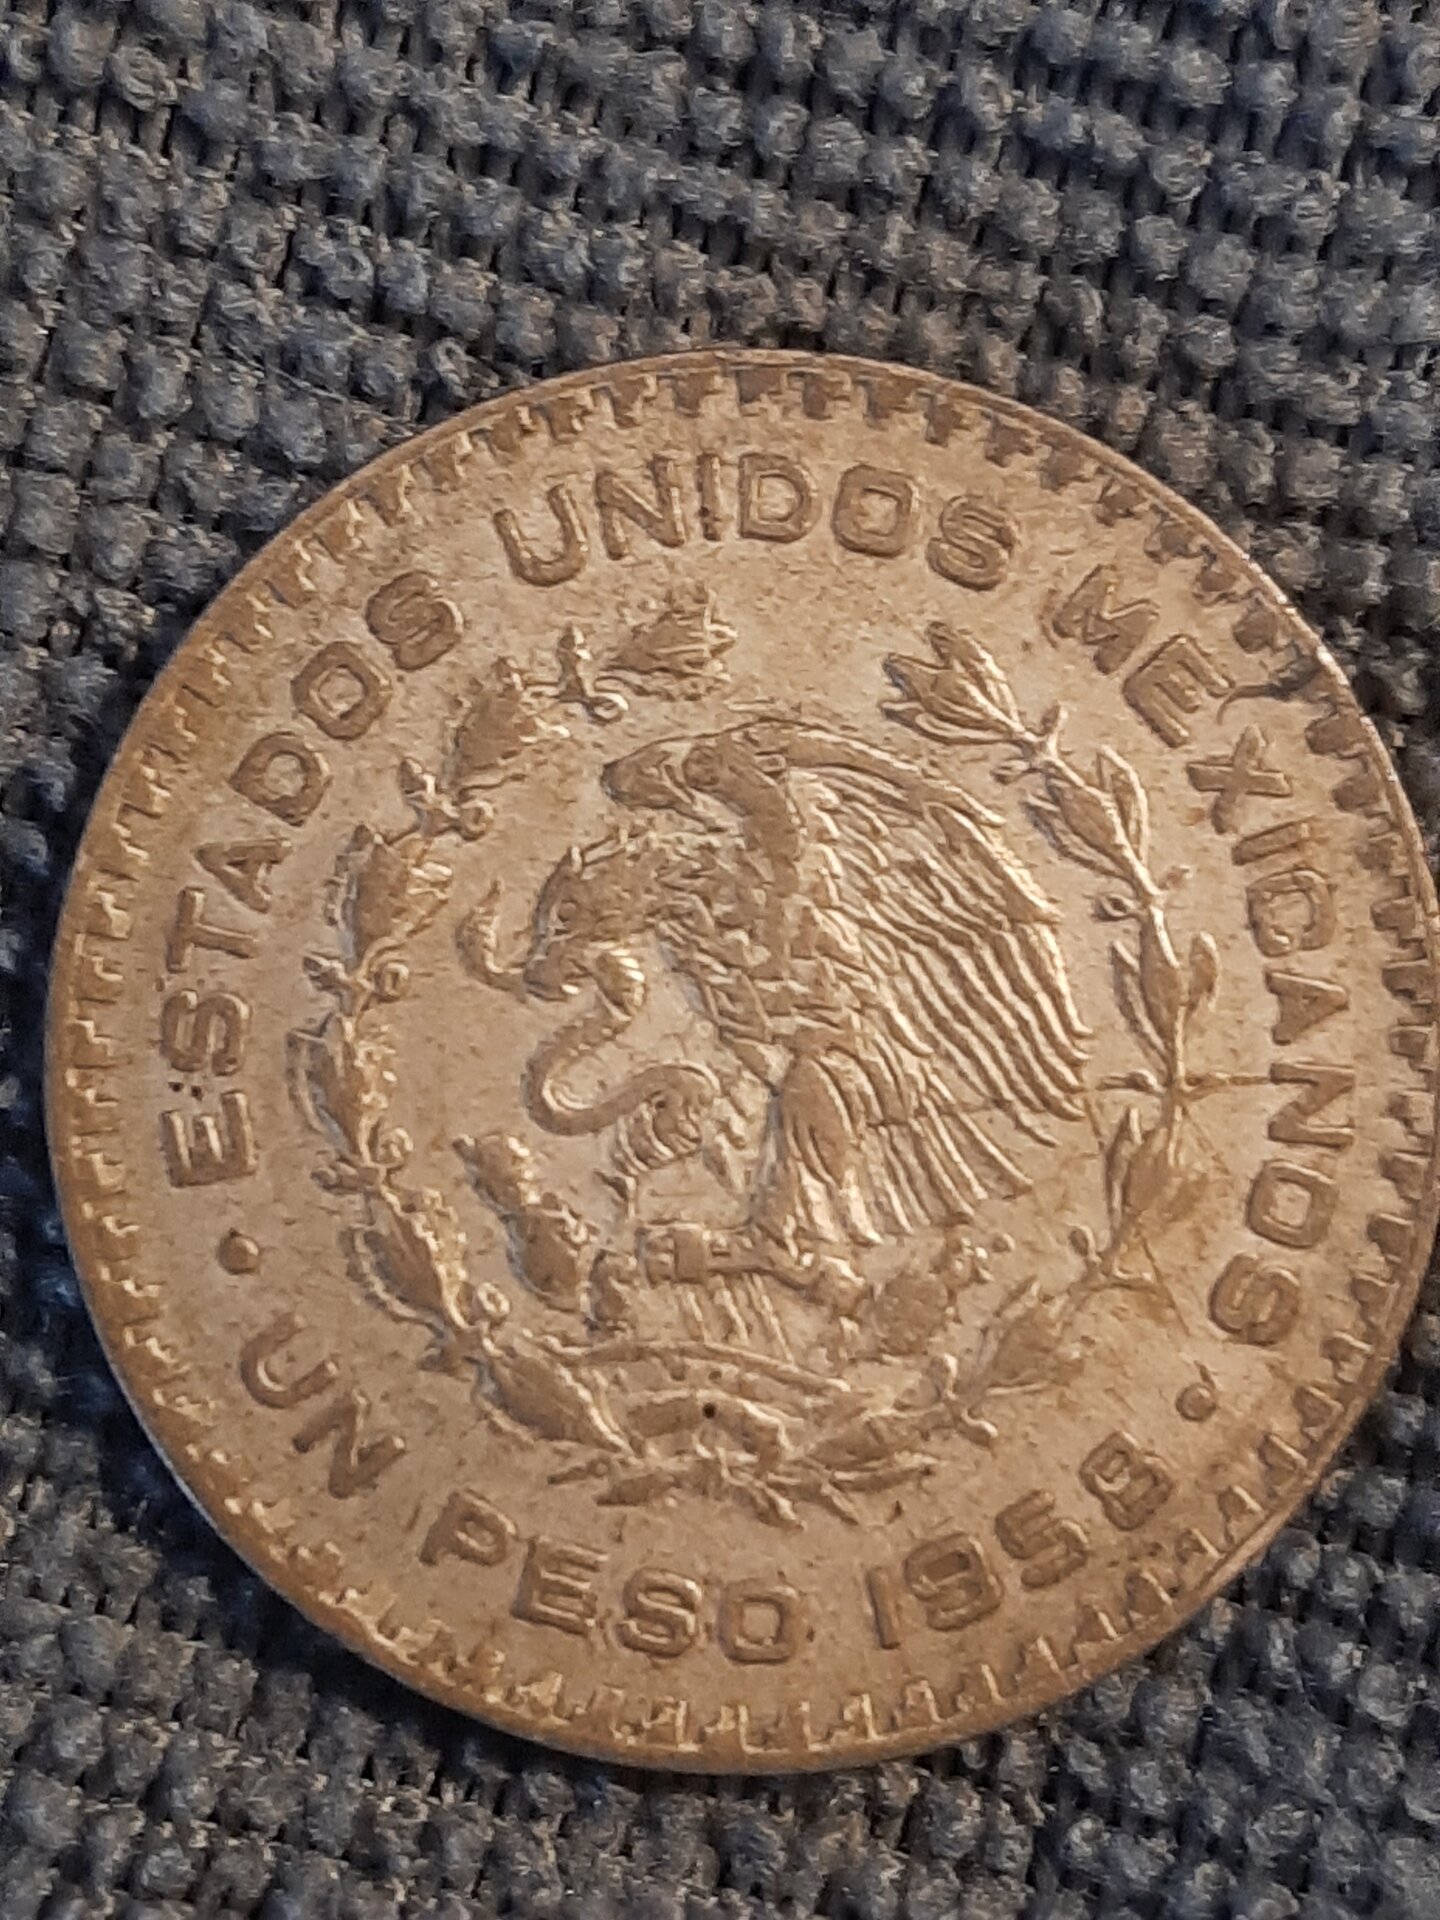 ESTADOS UNIDOS MEXICANOS
· UN PESO 1958 ·